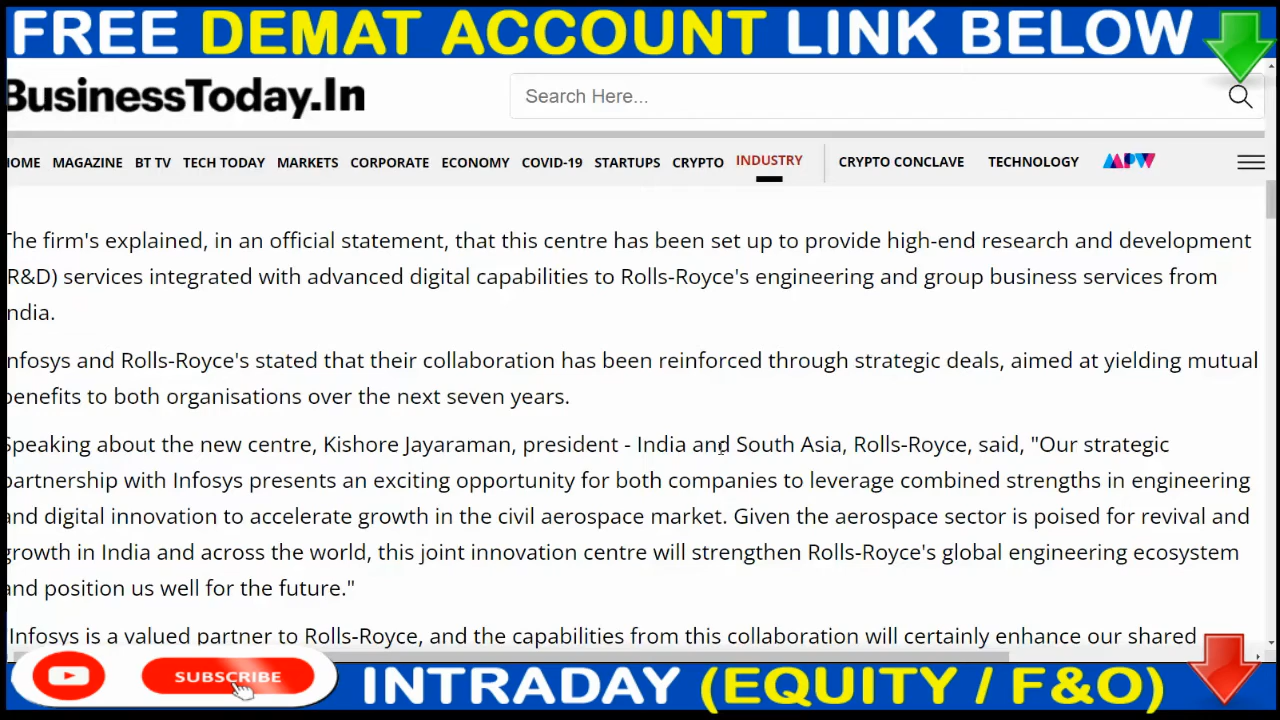 FREE DEMAT ACCOUNT LINK BELOW
BusinessToday.In
Search Here...
HOME MAGAZINE BT TV TECH TODAY MARKETS CORPORATE ECONOMY COVID-19 STARTUPS CRYPTO INDUSTRY CRYPTO CONCLAVE TECHNOLOGY MPW
The firm's explained, in an official statement, that this centre has been set up to provide high-end research and development
(R&D) services integrated with advanced digital capabilities to Rolls-Royce's engineering and group business services from
India.
Infosys and Rolls-Royce's stated that their collaboration has been reinforced through strategic deals, aimed at yielding mutual
benefits to both organisations over the next seven years.
Speaking about the new centre, Kishore Jayaraman, president - India and South Asia, Rolls-Royce, said, "Our strategic
partnership with Infosys presents an exciting opportunity for both companies to leverage combined strengths in engineering
and digital innovation to accelerate growth in the civil aerospace market. Given the aerospace sector is poised for revival and
growth in India and across the world, this joint innovation centre will strengthen Rolls-Royce's global engineering ecosystem
and position us well for the future."
"Infosys is a valued partner to Rolls-Royce, and the capabilities from this collaboration will certainly enhance our shared
SUBSCRIBE
INTRADAY (EQUITY / F&O)